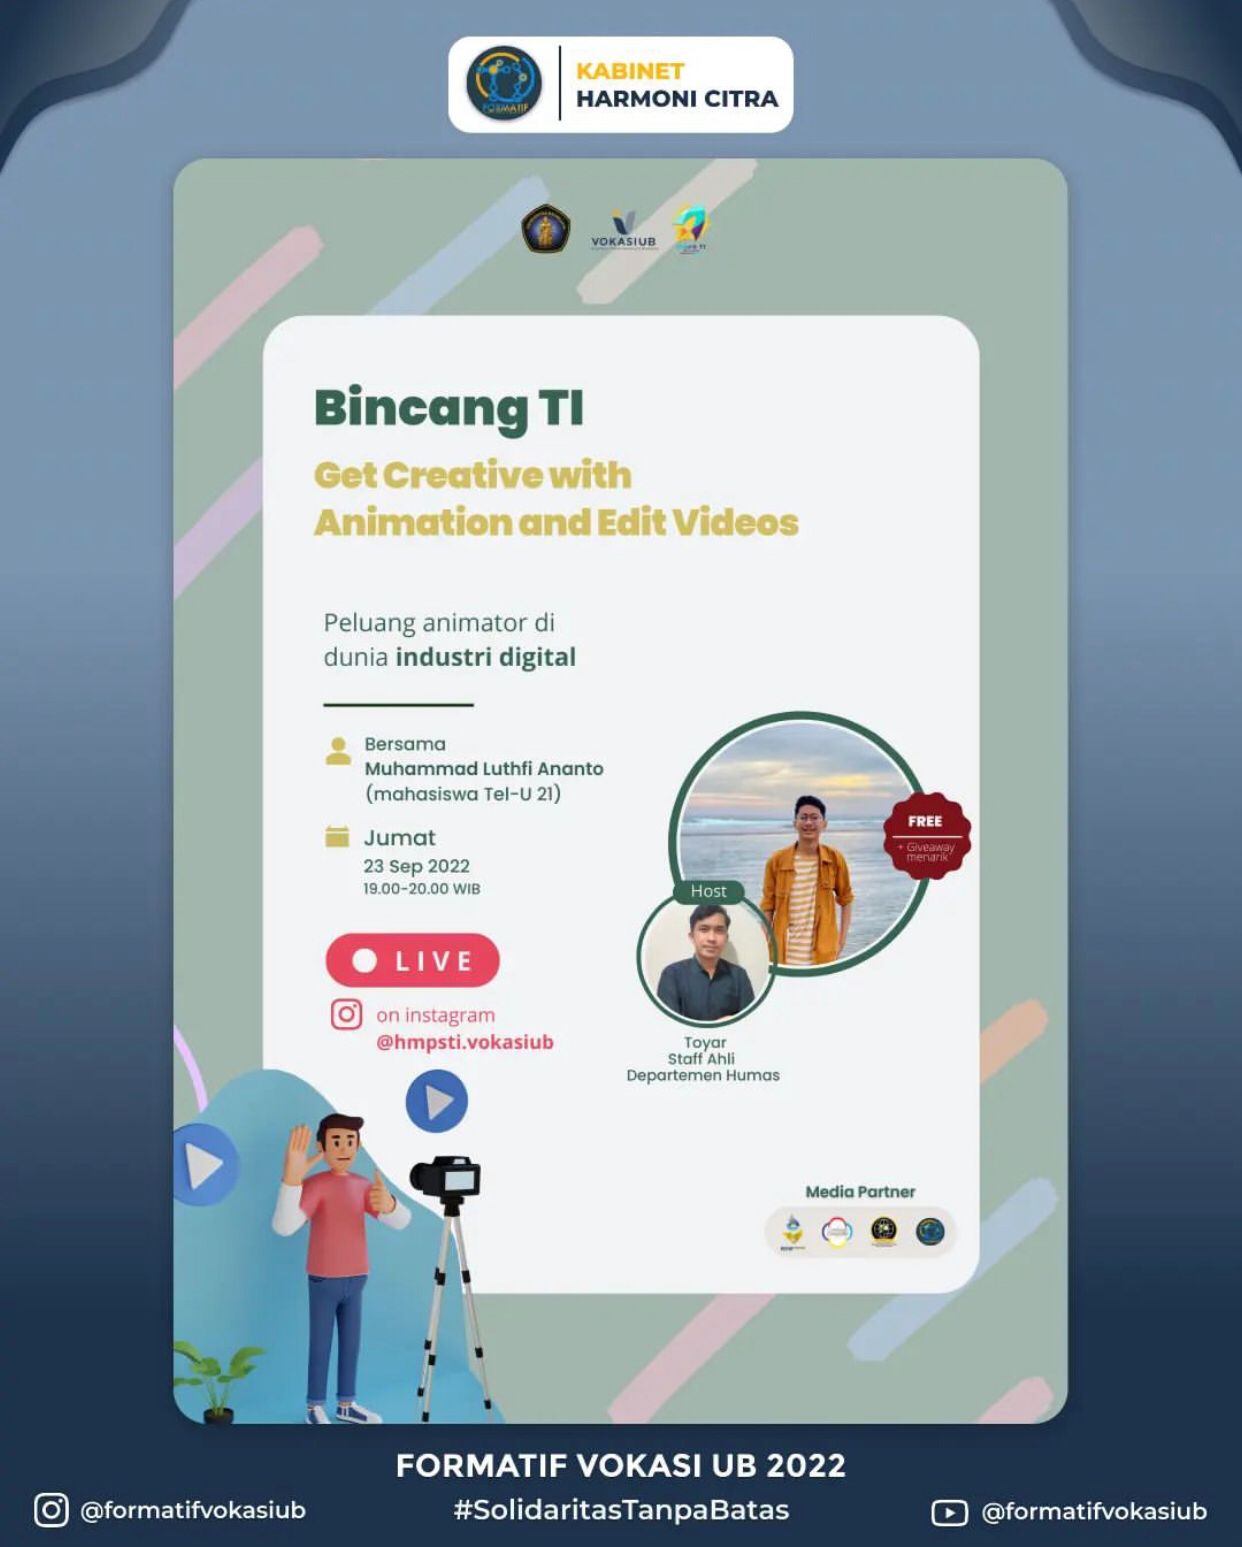 FORMATIF
KABINET
HARMONI CITRA
VOKASIUB
Bincang TI
Get Creative with
Animation and Edit Videos
Peluang animator di
dunia industri digital
Bersama
Muhammad Luthfi Ananto
(mahasiswa Tel-U 21)
Jumat
23 Sep 2022
19.00-20.00 WIB
FREE
+ Giveaway
menarik
Host
LIVE
on instagram
@hmpsti.vokasiub
Toyar
Staff Ahli
Departemen Humas
Media Partner
FORMATIF VOKASI UB 2022
@formatifvokasiub
#SolidaritasTanpaBatas
@formatifvokasiub